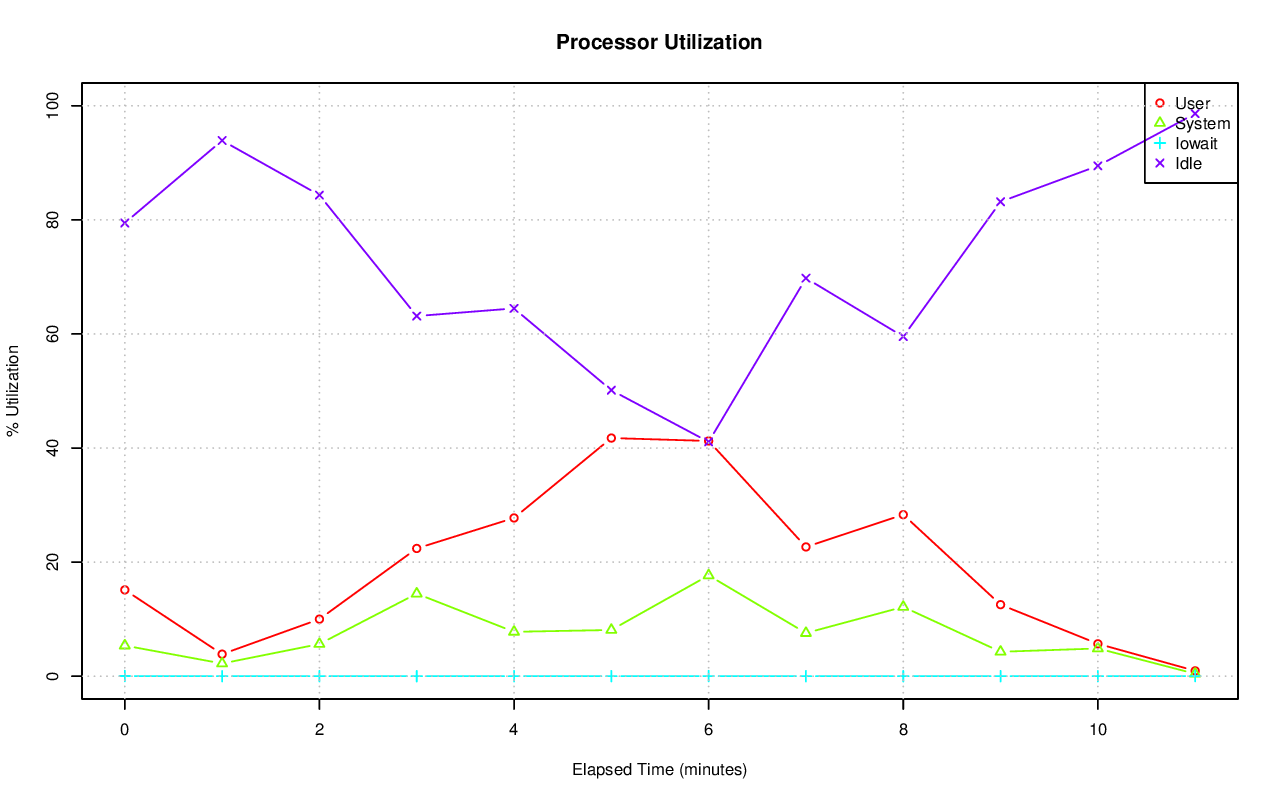 Processor Utilization
% Utilization
100
80
60
40
20
0
User
System
Iowait
Idle
0 2 4 6 8 10
Elapsed Time (minutes)